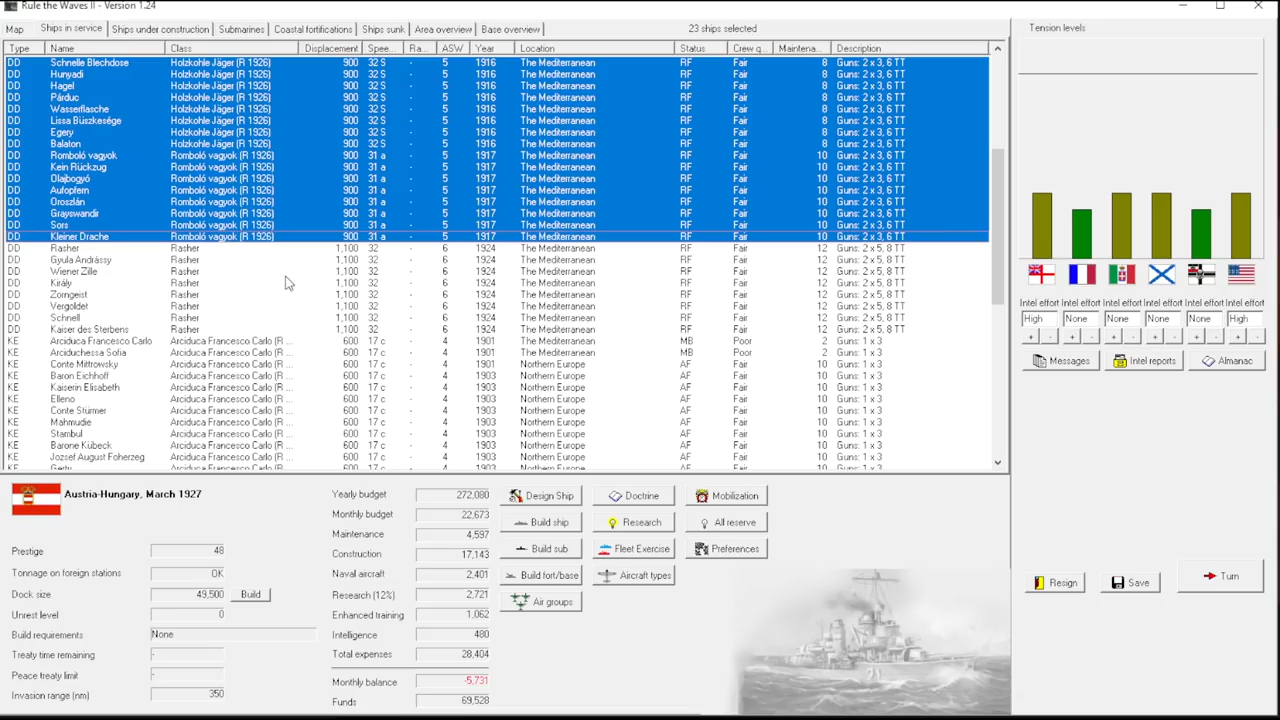 Rule the Waves II - Version 1.24
Map Ships in service Ships under construction Submarines Coastal fortifications Ships sunk Area overview Base overview 23 ships selected Tension levels
Type Name Class Displacement Spee... Ra... ASW Year Location Status Crew q... Maintena... Description
DD Schnelle Blechdose Holzkohle Jäger (R 1926) 900 32 S - 5 1916 The Mediterranean RF Fair 8 Guns: 2 x 3, 6 TT
DD Hunyadi Holzkohle Jäger (R 1926) 900 32 S - 5 1916 The Mediterranean RF Fair 8 Guns: 2 x 3, 6 TT
DD Hagel Holzkohle Jäger (R 1926) 900 32 S - 5 1916 The Mediterranean RF Fair 8 Guns: 2 x 3, 6 TT
DD Párduc Holzkohle Jäger (R 1926) 900 32 S - 5 1916 The Mediterranean RF Fair 8 Guns: 2 x 3, 6 TT
DD Wasserflasche Holzkohle Jäger (R 1926) 900 32 S - 5 1916 The Mediterranean RF Fair 8 Guns: 2 x 3, 6 TT
DD Lissa Büszkesége Holzkohle Jäger (R 1926) 900 32 S - 5 1916 The Mediterranean RF Fair 8 Guns: 2 x 3, 6 TT
DD Egery Holzkohle Jäger (R 1926) 900 32 S - 5 1916 The Mediterranean RF Fair 8 Guns: 2 x 3, 6 TT
DD Balaton Holzkohle Jäger (R 1926) 900 32 S - 5 1916 The Mediterranean RF Fair 8 Guns: 2 x 3, 6 TT
DD Romboló vagyok Romboló vagyok (R 1926) 900 31 a - 5 1917 The Mediterranean RF Fair 10 Guns: 2 x 3, 6 TT
DD Kein Rückzug Romboló vagyok (R 1926) 900 31 a - 5 1917 The Mediterranean RF Fair 10 Guns: 2 x 3, 6 TT
DD Olajbogyó Romboló vagyok (R 1926) 900 31 a - 5 1917 The Mediterranean RF Fair 10 Guns: 2 x 3, 6 TT
DD Aufopfern Romboló vagyok (R 1926) 900 31 a - 5 1917 The Mediterranean RF Fair 10 Guns: 2 x 3, 6 TT
DD Oroszlán Romboló vagyok (R 1926) 900 31 a - 5 1917 The Mediterranean RF Fair 10 Guns: 2 x 3, 6 TT
DD Grayswandir Romboló vagyok (R 1926) 900 31 a - 5 1917 The Mediterranean RF Fair 10 Guns: 2 x 3, 6 TT
DD Sors Romboló vagyok (R 1926) 900 31 a - 5 1917 The Mediterranean RF Fair 10 Guns: 2 x 3, 6 TT
DD Kleiner Drache Romboló vagyok (R 1926) 900 31 a - 5 1917 The Mediterranean RF Fair 10 Guns: 2 x 3, 6 TT
DD Rasher Rasher 1,100 32 - 6 1924 The Mediterranean RF Fair 12 Guns: 2 x 5, 8 TT
DD Gyula Andrássy Rasher 1,100 32 - 6 1924 The Mediterranean RF Fair 12 Guns: 2 x 5, 8 TT
DD Wiener Zille Rasher 1,100 32 - 6 1924 The Mediterranean RF Fair 12 Guns: 2 x 5, 8 TT
DD Király Rasher 1,100 32 - 6 1924 The Mediterranean RF Fair 12 Guns: 2 x 5, 8 TT
DD Zorngeist Rasher 1,100 32 - 6 1924 The Mediterranean RF Fair 12 Guns: 2 x 5, 8 TT
DD Vergoldet Rasher 1,100 32 - 6 1924 The Mediterranean RF Fair 12 Guns: 2 x 5, 8 TT
DD Schnell Rasher 1,100 32 - 6 1924 The Mediterranean RF Fair 12 Guns: 2 x 5, 8 TT
DD Kaiser des Sterbens Rasher 1,100 32 - 6 1924 The Mediterranean RF Fair 12 Guns: 2 x 5, 8 TT
KE Arciduca Francesco Carlo Arciduca Francesco Carlo (R ... 600 17 c - 4 1901 The Mediterranean MB Poor 2 Guns: 1 x 3
KE Arciduchessa Sofia Arciduca Francesco Carlo (R ... 600 17 c - 4 1901 The Mediterranean MB Poor 2 Guns: 1 x 3
KE Conte Mittrowsky Arciduca Francesco Carlo (R ... 600 17 c - 4 1901 Northern Europe AF Fair 10 Guns: 1 x 3
KE Baron Eichhoff Arciduca Francesco Carlo (R ... 600 17 c - 4 1903 Northern Europe AF Fair 10 Guns: 1 x 3
KE Kaiserin Elisabeth Arciduca Francesco Carlo (R ... 600 17 c - 4 1903 Northern Europe AF Fair 10 Guns: 1 x 3
KE Elleno Arciduca Francesco Carlo (R ... 600 17 c - 4 1903 Northern Europe AF Fair 10 Guns: 1 x 3
KE Conte Stürmer Arciduca Francesco Carlo (R ... 600 17 c - 4 1903 Northern Europe AF Fair 10 Guns: 1 x 3
KE Mahmudie Arciduca Francesco Carlo (R ... 600 17 c - 4 1903 Northern Europe AF Fair 10 Guns: 1 x 3
KE Stambul Arciduca Francesco Carlo (R ... 600 17 c - 4 1903 Northern Europe AF Fair 10 Guns: 1 x 3
KE Barone Kübeck Arciduca Francesco Carlo (R ... 600 17 c - 4 1903 Northern Europe AF Fair 10 Guns: 1 x 3
KE Jozsef August Foherzeg Arciduca Francesco Carlo (R ... 600 17 c - 4 1903 Northern Europe AF Fair 10 Guns: 1 x 3
KE Arciduca Francesco Carlo (R ... 600 17 c - 4 1903 Northern Europe AF Fair 10 Guns: 1 x 3
Intel effort Intel effort Intel effort Intel effort Intel effort Intel effort
High None None None None High
+ - + - + - + - + - + -
Messages Intel reports Almanac
Austria-Hungary, March 1927
Prestige 48
Tonnage on foreign stations OK
Dock size 49,500 Build
Unrest level 0
Build requirements None
Treaty time remaining -
Peace treaty limit -
Invasion range (nm) 350
Yearly budget 272,080
Monthly budget 22,673
Maintenance 4,597
Construction 17,143
Naval aircraft 2,401
Research (12%) 2,721
Enhanced training 1,062
Intelligence 480
Total expenses 28,404
Monthly balance -5,731
Funds 69,528
Design Ship Doctrine Mobilization
Build ship Research All reserve
Build sub Fleet Exercise Preferences
Build fort/base Aircraft types
Air groups
Resign Save Turn